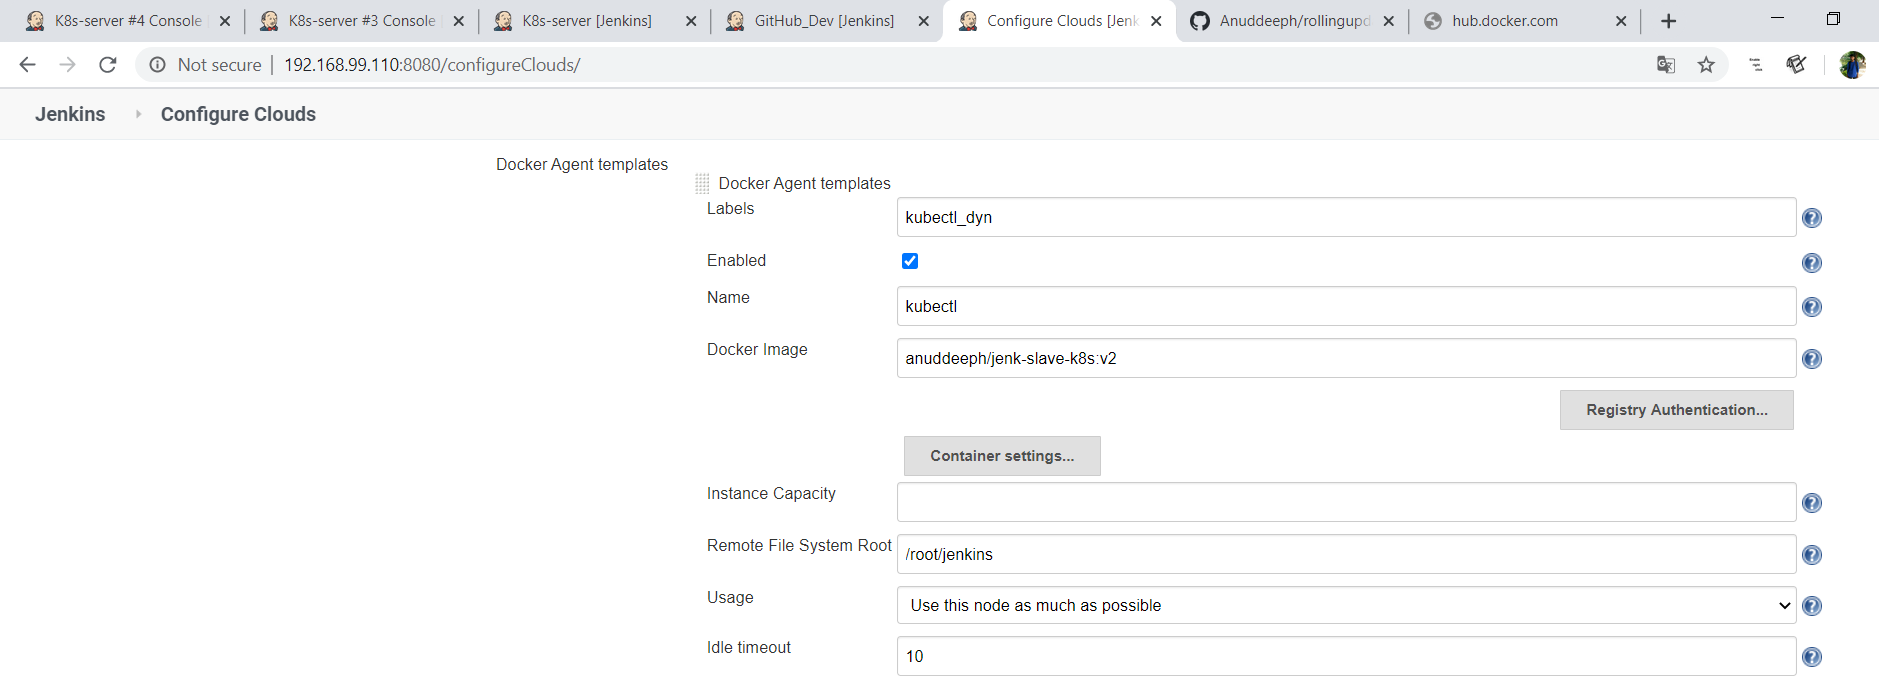 K8s-server #4 Console
K8s-server #3 Console
K8s-server [Jenkins]
GitHub_Dev [Jenkins]
Configure Clouds [Jenk
Anuddeeph/rollingupd
hub.docker.com
Not secure
192.168.99.110:8080/configureClouds/
Jenkins
Configure Clouds
Docker Agent templates
Docker Agent templates
Labels
kubectl_dyn
Enabled
Name
kubectl
Docker Image
anuddeeph/jenk-slave-k8s:v2
Registry Authentication...
Container settings...
Instance Capacity
Remote File System Root
/root/jenkins
Usage
Use this node as much as possible
Idle timeout
10